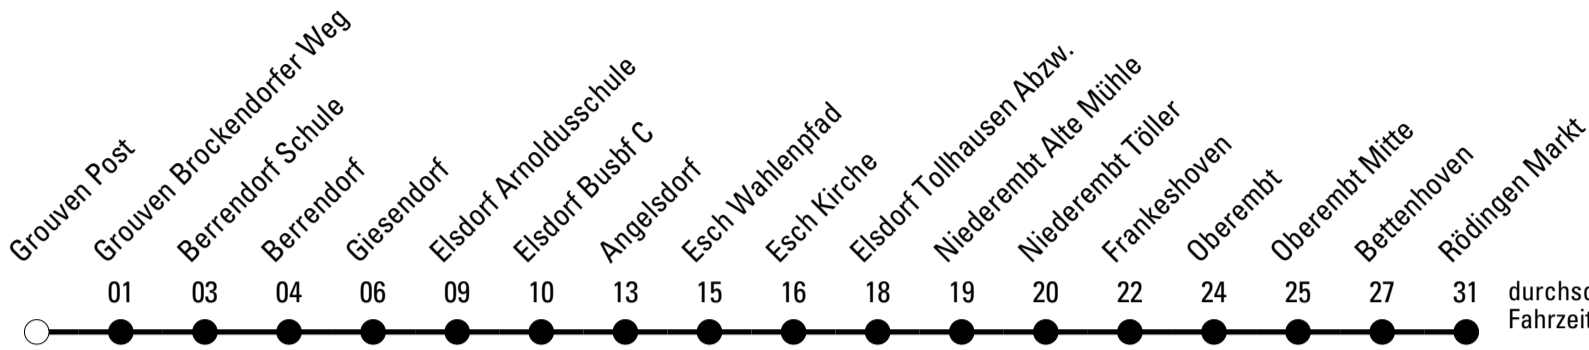 Grouven Post
Grouven Brockendorfer Weg
Berrendorf Schule
Berrendorf
Giesendorf
Elsdorf Arnoldusschule
Elsdorf Busbf C
Angelsdorf
Esch Wahlenpfad
Esch Kirche
Elsdorf Tollhausen Abzw.
Niederembt Alte Mühle
Niederembt Töller
Frankeshoven
Oberembt
Oberembt Mitte
Bettenhoven
Rödingen Markt
01 03 04 06 09 10 13 15 16 18 19 20 22 24 25 27 31
Fahrzeit